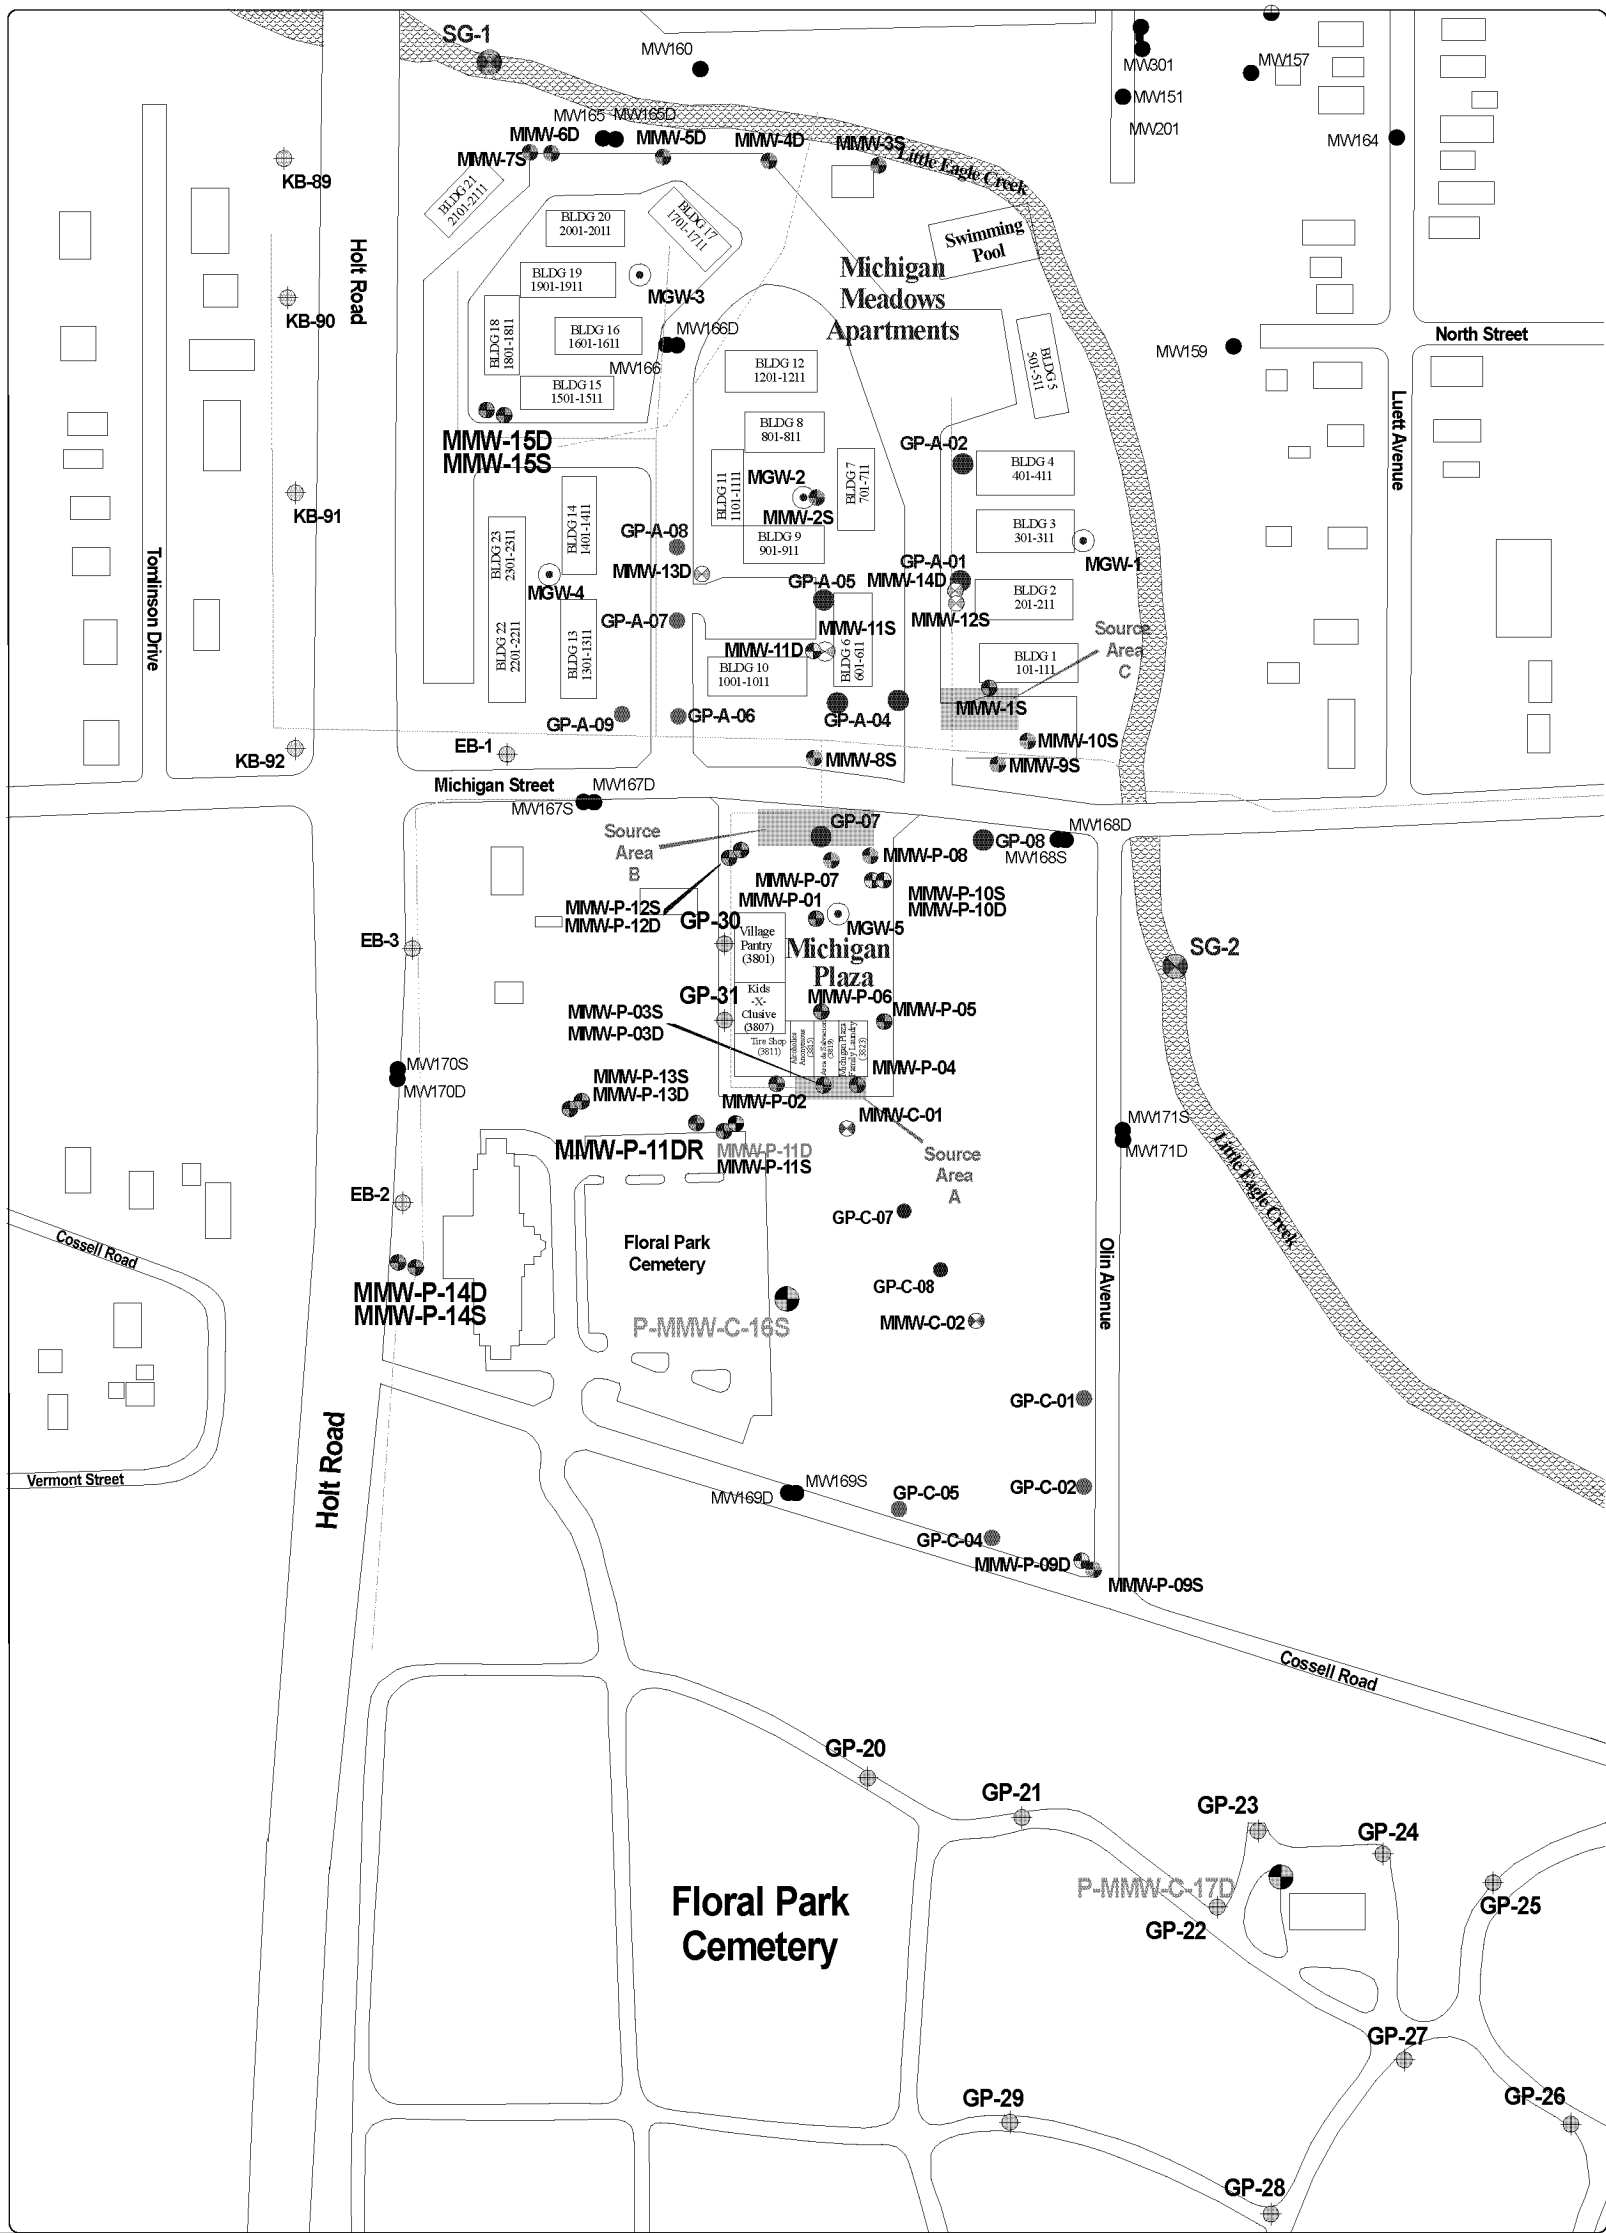 SG-1
MW160
MW301
MW157
MW151
MW201
MW164
MW165
MW165D
MMW-6D
MMW-5D
MMW-4D
MMW-3S
MMW-7S
Little Eagle Creek
KB-89
BLDG 21
2101-2111
BLDG 20
2001-2011
BLDG 17
1701-1711
Swimming
Pool
Holt Road
BLDG 19
1901-1911
MGW-3
Michigan
Meadows
Apartments
KB-90
BLDG 18
1801-1811
BLDG 16
1601-1611
MW166D
MW166
BLDG 5
501-511
MW159
North Street
BLDG 12
1201-1211
BLDG 15
1501-1511
Luett Avenue
MMW-15D
MMW-15S
BLDG 8
801-811
GP-A-02
BLDG 4
401-411
BLDG 11
1101-1111
MGW-2
BLDG 7
701-711
MMW-2S
KB-91
BLDG 14
1401-1411
BLDG 23
2301-2311
GP-A-08
BLDG 9
901-911
BLDG 3
301-311
MGW-1
Tomlinson Drive
MMW-13D
MGW-4
GP-A-05
GP-A-01
MMW-14D
BLDG 2
201-211
MMW-12S
GP-A-07
BLDG 22
2201-2211
BLDG 13
1301-1311
MMW-11S
MMW-11D
BLDG 6
601-611
BLDG 10
1001-1011
BLDG 1
101-111
Source
Area
C
MMW-1S
GP-A-09
GP-A-06
GP-A-04
EB-1
KB-92
MMW-8S
MMW-10S
MMW-9S
Michigan Street
MW167D
MW167S
Source
Area
B
GP-07
GP-08
MW168D
MW168S
MMW-P-08
MMW-P-07
MMW-P-10S
MMW-P-10D
MMW-P-12S
MMW-P-12D
MMW-P-01
MGW-5
GP-30
Village
Pantry
(3801)
Michigan
Plaza
EB-3
SG-2
GP-31
Kids
-X-
Clusive
(3807)
MMW-P-06
MMW-P-05
MMW-P-03S
MMW-P-03D
Tire Shop
(3811)
Alcoholics
Anonymous
(3815)
Area de Salvacion
(3819)
Michigan Plaza
Family Laundry
(3823)
MMW-P-04
MW170S
MW170D
MMW-P-13S
MMW-P-13D
MMW-P-02
MMW-C-01
MW171S
MW171D
MMW-P-11DR
MMW-P-11D
MMW-P-11S
Source
Area
A
Little Eagle Creek
EB-2
GP-C-07
Cossell Road
Floral Park
Cemetery
Olin Avenue
GP-C-08
MMW-P-14D
MMW-P-14S
P-MMW-C-16S
MMW-C-02
GP-C-01
Holt Road
Vermont Street
MW169D
MW169S
GP-C-05
GP-C-02
GP-C-04
MMW-P-09D
MMW-P-09S
Cossell Road
GP-20
GP-21
GP-23
GP-24
P-MMW-C-17D
GP-25
GP-22
Floral Park
Cemetery
GP-27
GP-29
GP-26
GP-28